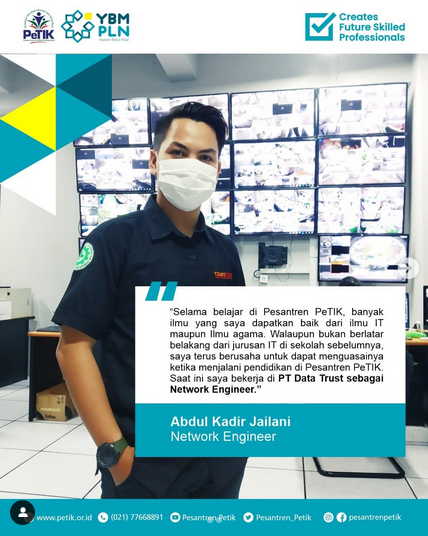 PeTIK
YBM
PLN
Creates
Future Skilled
Professionals
"Selama belajar di Pesantren PeTIK, banyak
ilmu yang saya dapatkan baik dari ilmu IT
maupun Ilmu agama. Walaupun bukan berlatar
belakang dari jurusan IT di sekolah sebelumnya,
saya terus berusaha untuk dapat menguasainya
ketika menjalani pendidikan di Pesantren PeTIK.
Saat ini saya bekerja di PT Data Trust sebagai
Network Engineer."
Abdul Kadir Jailani
Network Engineer
www.petik.or.id (021) 77668891 Pesantren Petik Pesantren_Petik pesantrenpetik